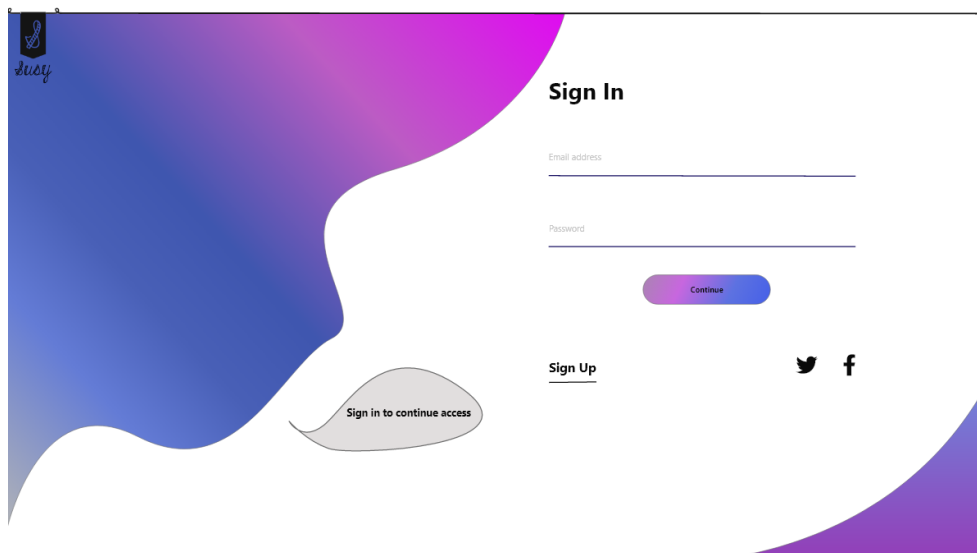 S
Susy
Sign In
Email address
Password
Continue
Sign Up
Sign in to continue access